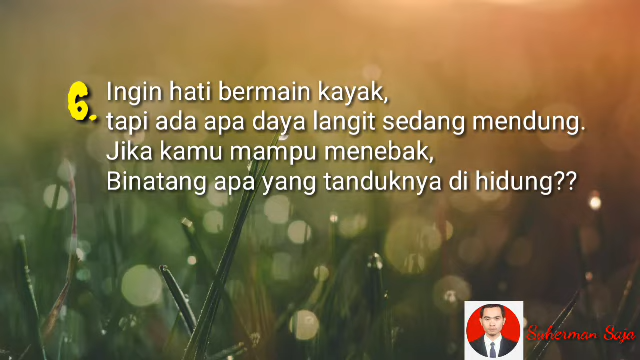 6. Ingin hati bermain kayak,
tapi ada apa daya langit sedang mendung.
Jika kamu mampu menebak,
Binatang apa yang tanduknya di hidung??
Suherman Saja